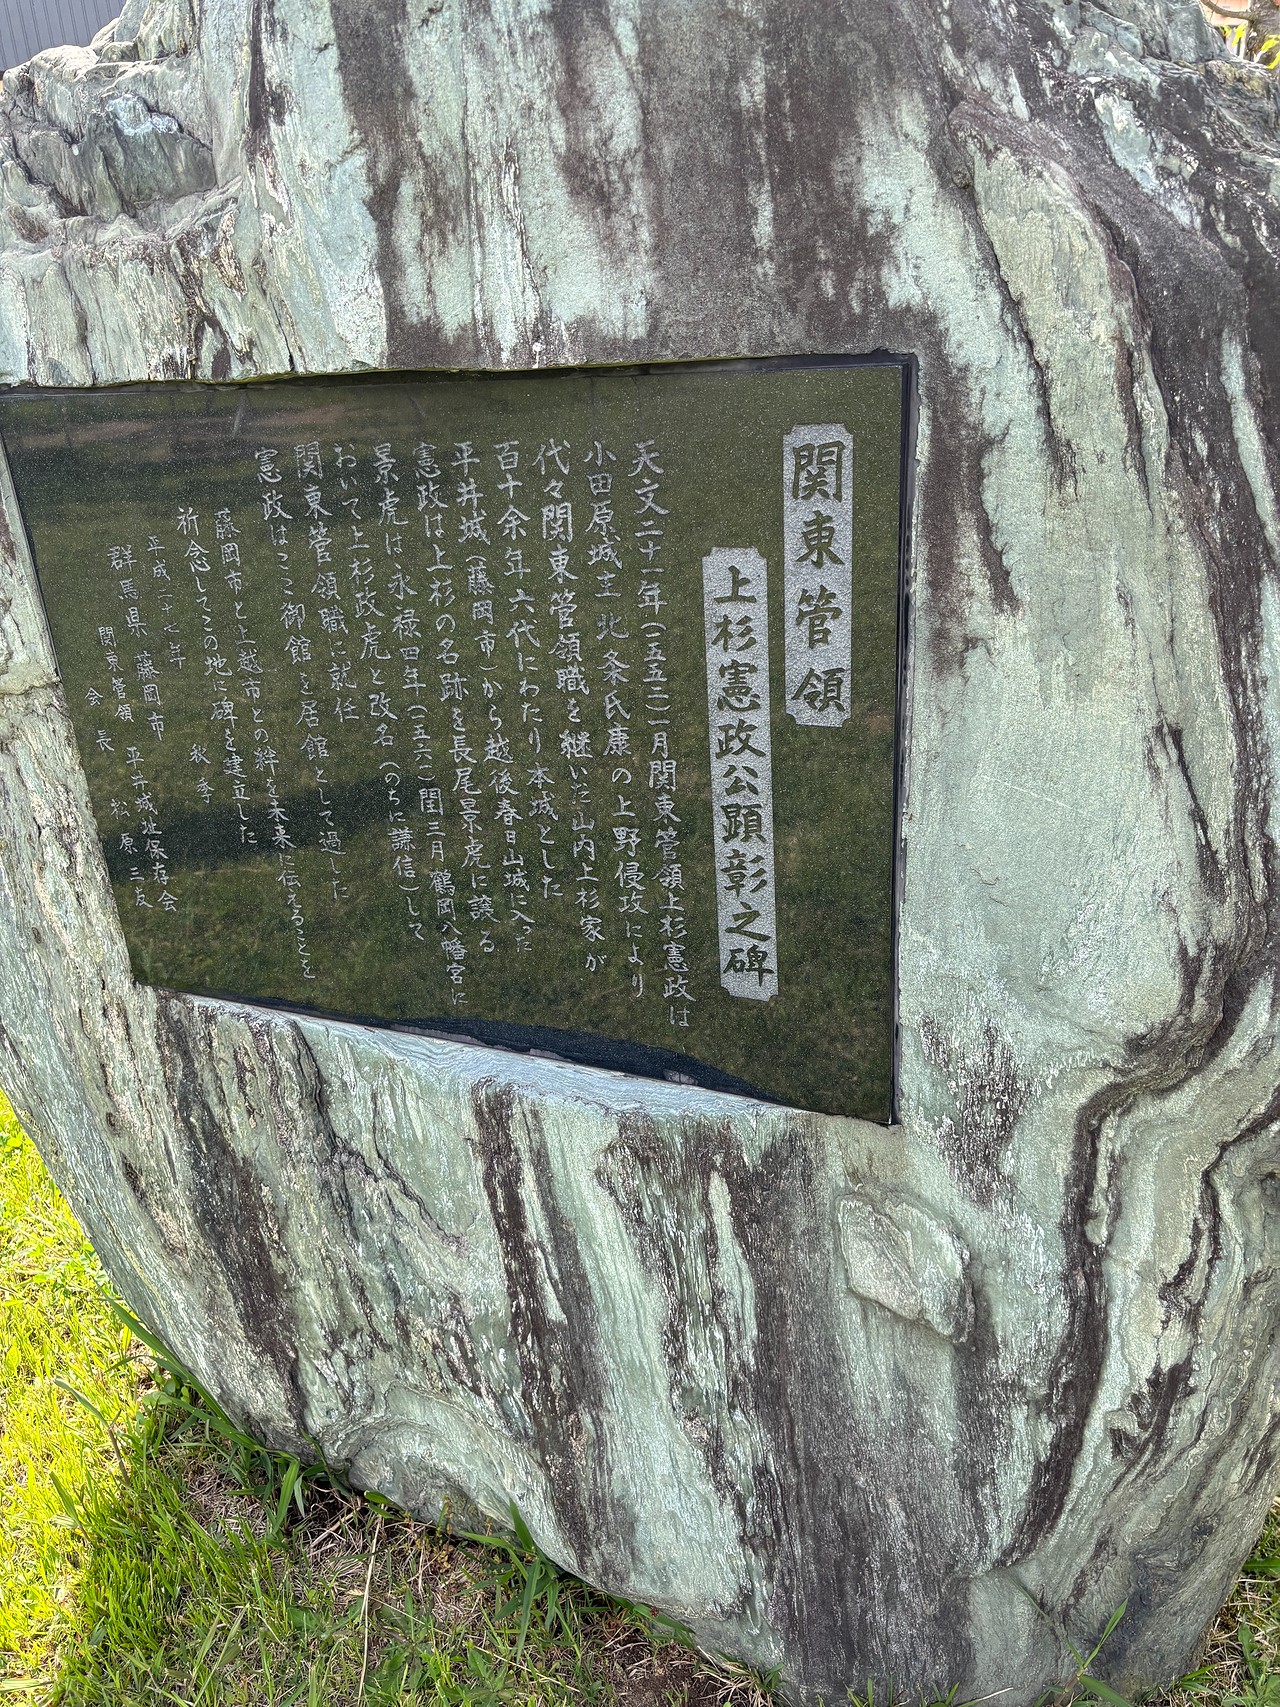 関東管領
上杉憲政公顕彰之碑
天文二十一年(一五五二)一月関東管領上杉憲政は
小田原城主北条氏康の上野侵攻により
代々関東管領職を継いだ山内上杉家が
百十余年六代にわたり本城とした
平井城(藤岡市)から越後春日山城に入った
憲政は上杉の名跡を長尾景虎に譲る
景虎は永禄四年(一五六一)閏三月鶴岡八幡宮に
おいて上杉政虎と改名(のちに謙信)して
関東管領職に就任
憲政はここ御館を居館として過した
藤岡市と上越市との絆を未来に伝えることを
祈念してこの地に碑を建立した
平成二十七年 秋季
群馬県 藤岡市
関東管領 平井城址保存会
会長 松原三友